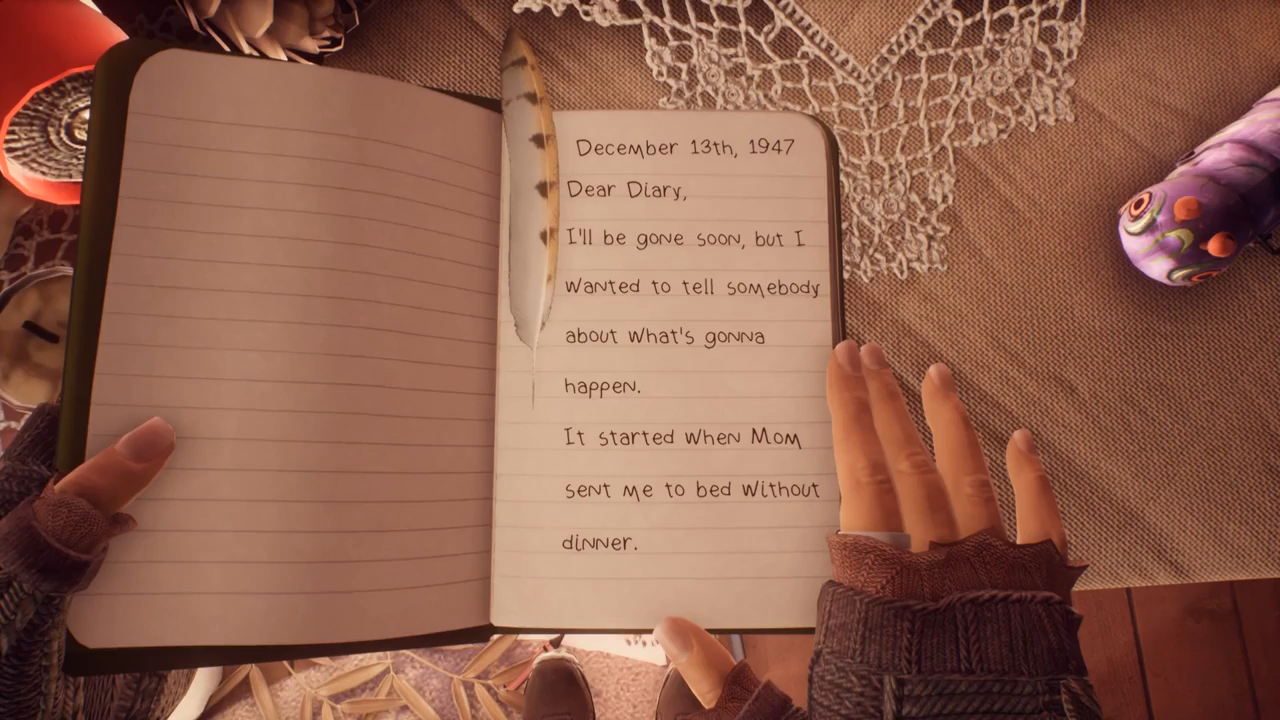 December 13th, 1947
Dear Diary,
I'll be gone soon, but I
wanted to tell somebody
about what's gonna
happen.
It started when Mom
sent me to bed without
dinner.